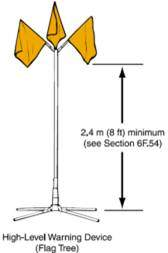 2,4 m (8 ft) minimum
(see Section 6F.54)
High-Level Warning Device
(Flag Tree)